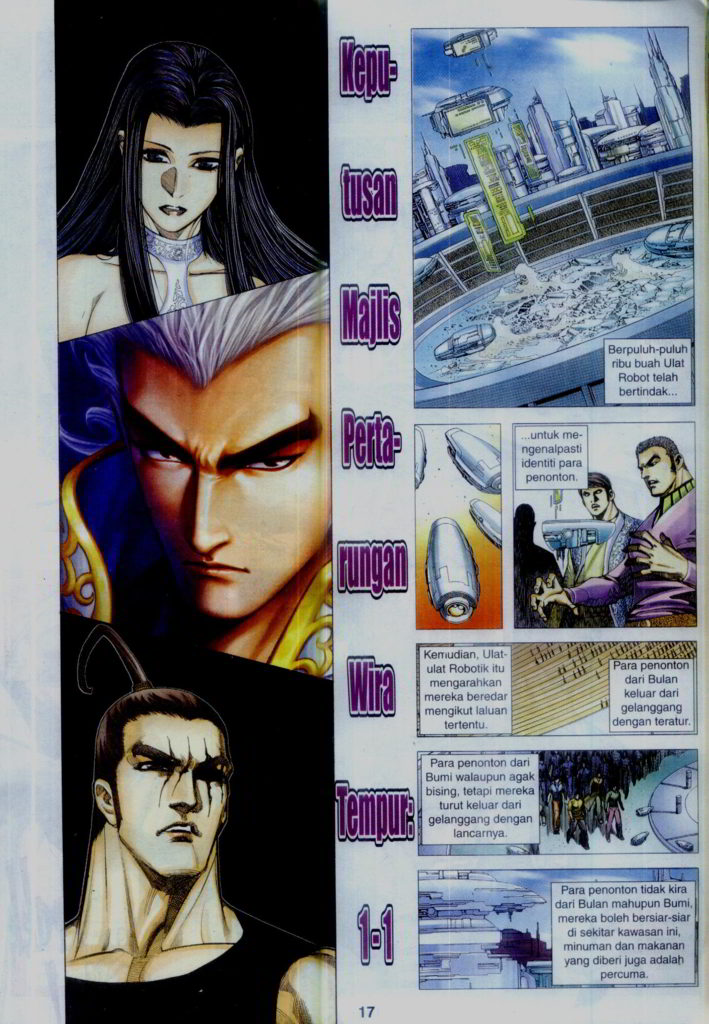 Kepu-
tusan
Majlis
Perta-
rungan
Wira
Tempur:
1-1
Berpuluh-puluh
ribu buah Ulat
Robot telah
bertindak...
...untuk me-
ngenalpasti
identiti para
penonton.
Kemudian, Ulat-
ulat Robotik itu
mengarahkan
mereka beredar
mengikut laluan
tertentu.
Para penonton
dari Bulan
keluar dari
gelanggang
dengan teratur.
Para penonton dari
Bumi walaupun agak
bising, tetapi mereka
turut keluar dari
gelanggang dengan
lancarnya.
Para penonton tidak kira
dari Bulan mahupun Bumi,
mereka boleh bersiar-siar
di sekitar kawasan ini,
minuman dan makanan
yang diberi juga adalah
percuma.
17